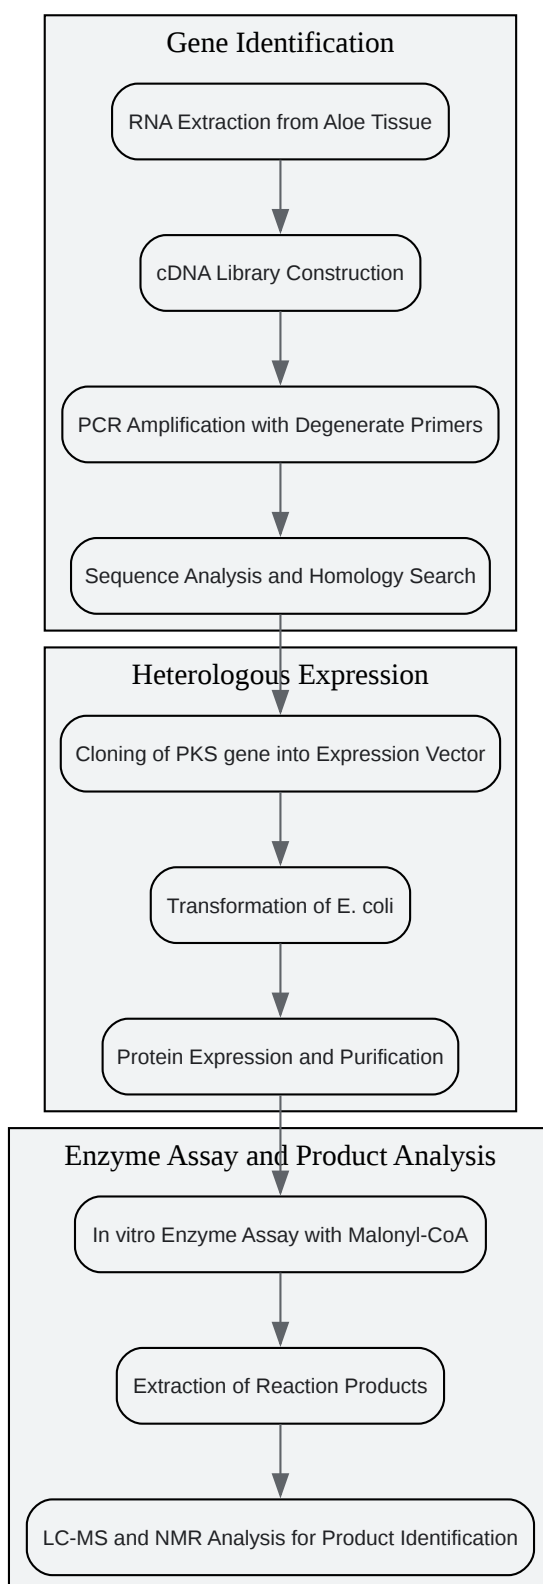 Gene Identification
RNA Extraction from Aloe Tissue
cDNA Library Construction
PCR Amplification with Degenerate Primers
Sequence Analysis and Homology Search
Heterologous Expression
Cloning of PKS gene into Expression Vector
Transformation of E. coli
Protein Expression and Purification
Enzyme Assay and Product Analysis
In vitro Enzyme Assay with Malonyl-CoA
Extraction of Reaction Products
LC-MS and NMR Analysis for Product Identification